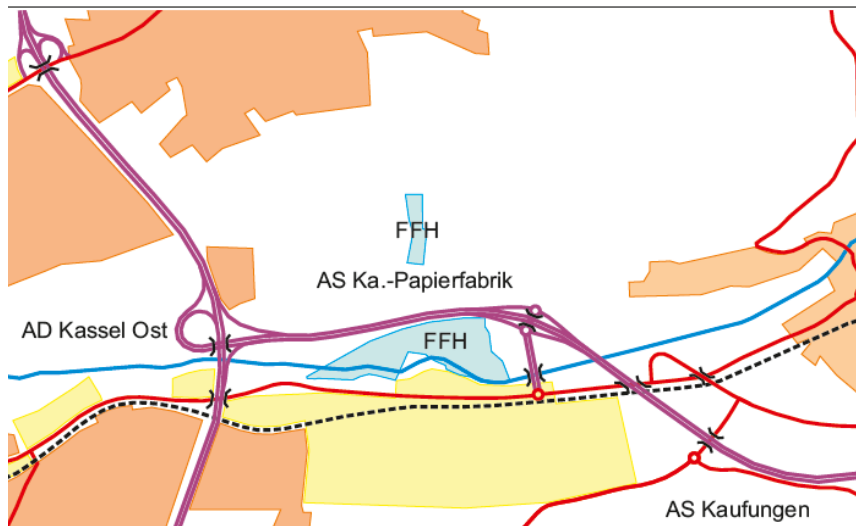 FFH
AS Ka.-Papierfabrik
AD Kassel Ost
FFH
AS Kaufungen